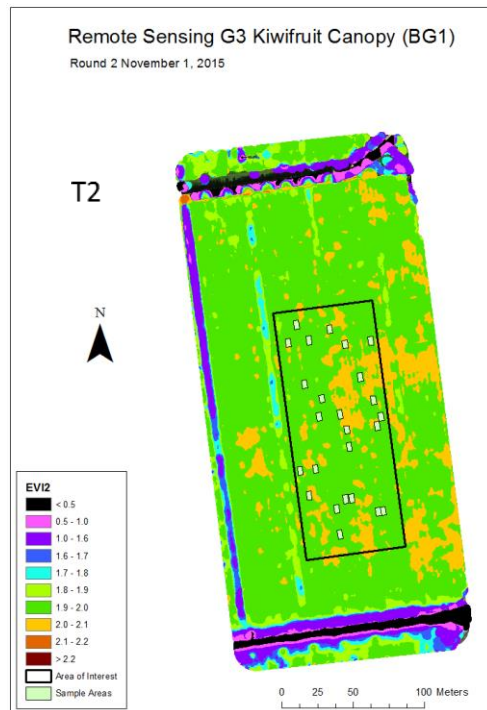 Remote Sensing G3 Kiwifruit Canopy (BG1)
Round 2 November 1, 2015
T2
N
EVI2
< 0.5
0.5 - 1.0
1.0 - 1.6
1.6 - 1.7
1.7 - 1.8
1.8 - 1.9
1.9 - 2.0
2.0 - 2.1
2.1 - 2.2
> 2.2
Area of Interest
Sample Areas
0 25 50 100 Meters